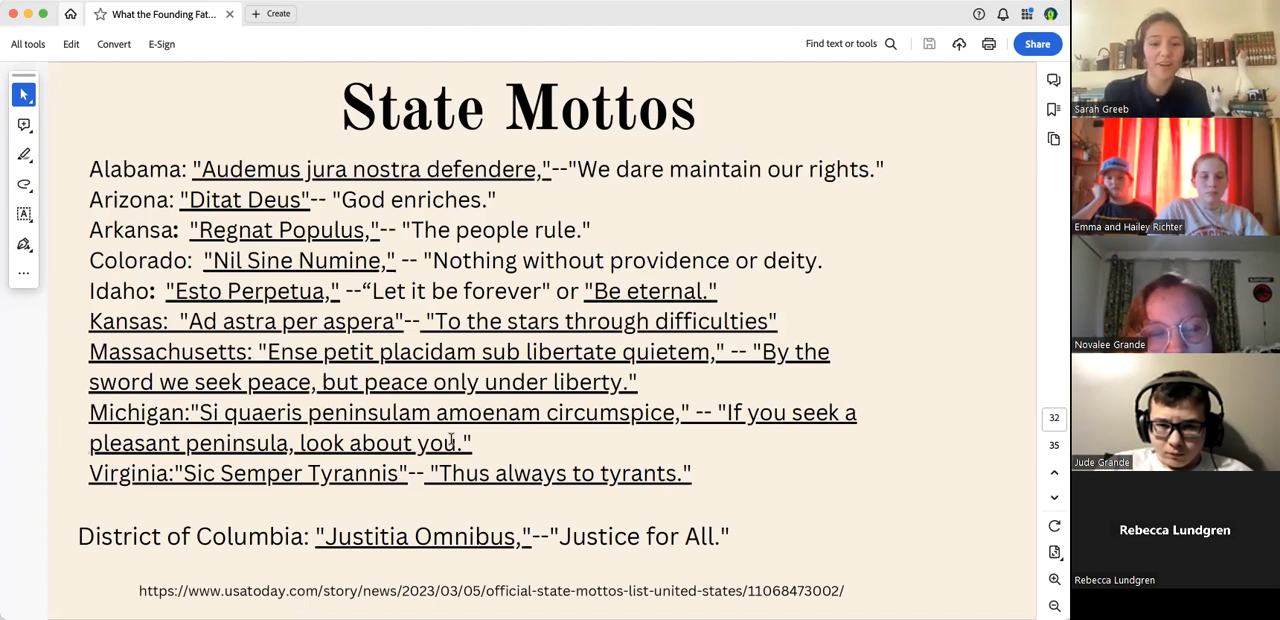 What the Founding Fat...
Create
All tools
Edit
Convert
E-Sign
Find text or tools
Share
State Mottos
Alabama: "Audemus jura nostra defendere,"--"We dare maintain our rights."
Arizona: "Ditat Deus"-- "God enriches."
Arkansa: "Regnat Populus,"-- "The people rule."
Colorado: "Nil Sine Numine," -- "Nothing without providence or deity.
Idaho: "Esto Perpetua," --“Let it be forever" or "Be eternal."
Kansas: "Ad astra per aspera"-- "To the stars through difficulties"
Massachusetts: "Ense petit placidam sub libertate quietem," -- "By the
sword we seek peace, but peace only under liberty."
Michigan:"Si quaeris peninsulam amoenam circumspice," -- "If you seek a
pleasant peninsula, look about you."
Virginia:"Sic Semper Tyrannis"-- "Thus always to tyrants."
District of Columbia: "Justitia Omnibus,"--"Justice for All."
https://www.usatoday.com/story/news/2023/03/05/official-state-mottos-list-united-states/11068473002/
32
35
Sarah Greeb
Emma and Hailey Richter
Novalee Grande
Jude Grande
Rebecca Lundgren
Rebecca Lundgren